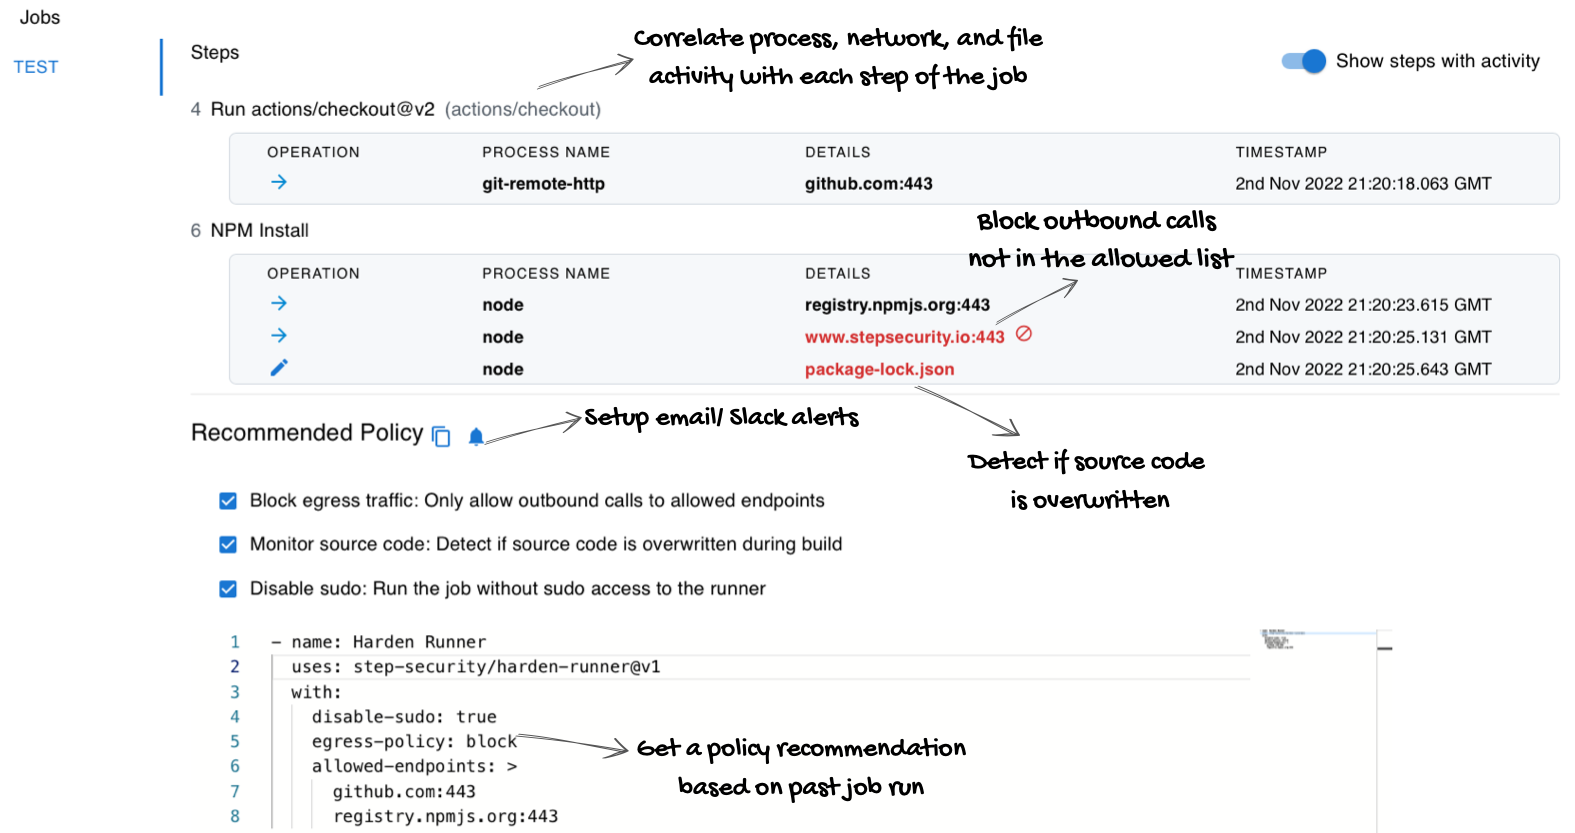 Jobs
TEST
Steps
Correlate process, network, and file
activity with each step of the job
Show steps with activity
4 Run actions/checkout@v2 (actions/checkout)
OPERATION PROCESS NAME DETAILS TIMESTAMP
git-remote-http github.com:443 2nd Nov 2022 21:20:18.063 GMT
6 NPM Install
Block outbound calls
not in the allowed list
OPERATION PROCESS NAME DETAILS TIMESTAMP
node registry.npmjs.org:443 2nd Nov 2022 21:20:23.615 GMT
node www.stepsecurity.io:443 2nd Nov 2022 21:20:25.131 GMT
node package-lock.json 2nd Nov 2022 21:20:25.643 GMT
Setup email/ Slack alerts
Recommended Policy
Detect if source code
is overwritten
Block egress traffic: Only allow outbound calls to allowed endpoints
Monitor source code: Detect if source code is overwritten during build
Disable sudo: Run the job without sudo access to the runner
1 - name: Harden Runner
2 uses: step-security/harden-runner@v1
3 with:
4 disable-sudo: true
5 egress-policy: block
6 allowed-endpoints: >
7 github.com:443
8 registry.npmjs.org:443
Get a policy recommendation
based on past job run